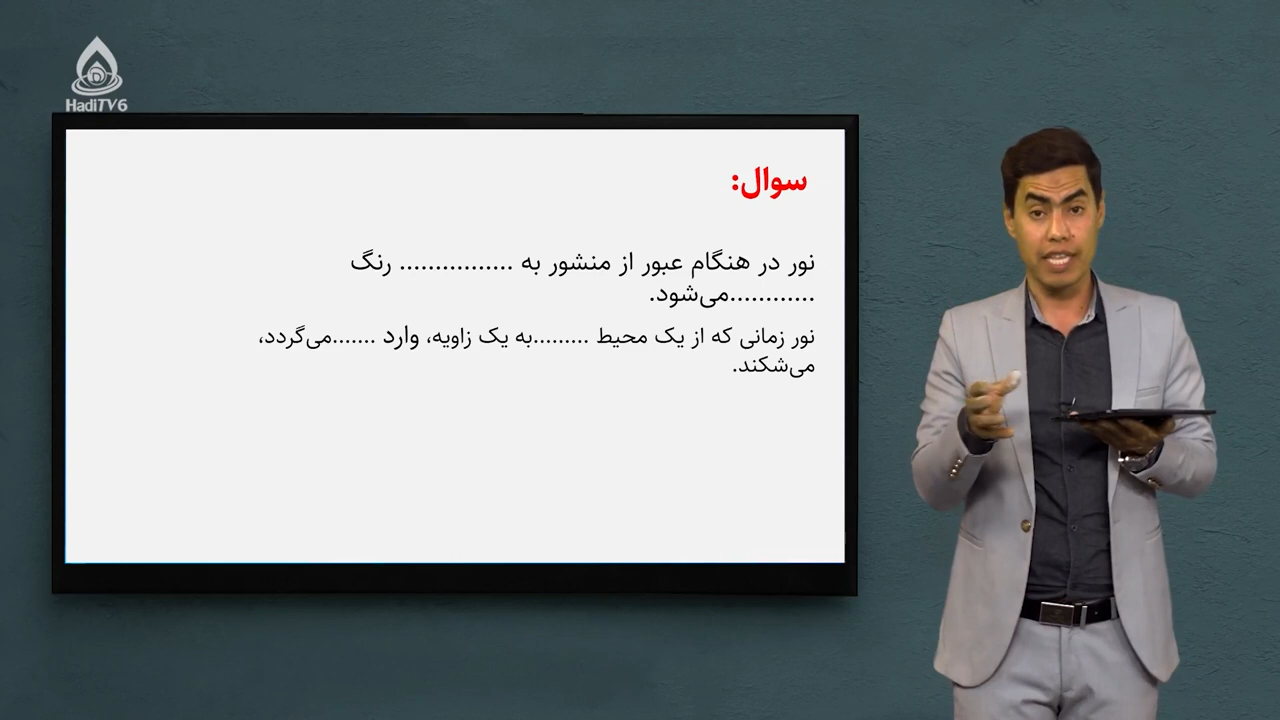 HadiTV6
سوال:
نور در هنگام عبور از منشور به ................ رنگ
............می‌شود.
نور زمانی که از یک محیط .........به یک زاویه، وارد .......می‌گردد،
می‌شکند.